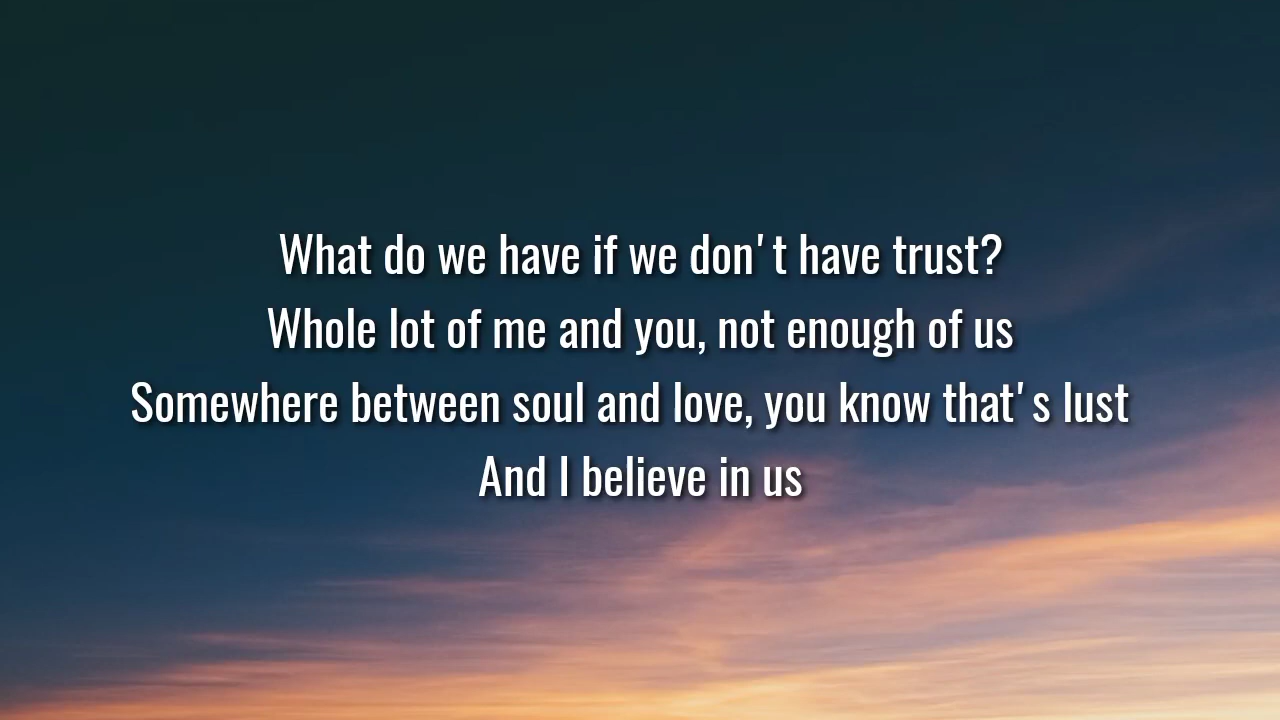 What do we have if we don't have trust?
Whole lot of me and you, not enough of us
Somewhere between soul and love, you know that's lust
And I believe in us